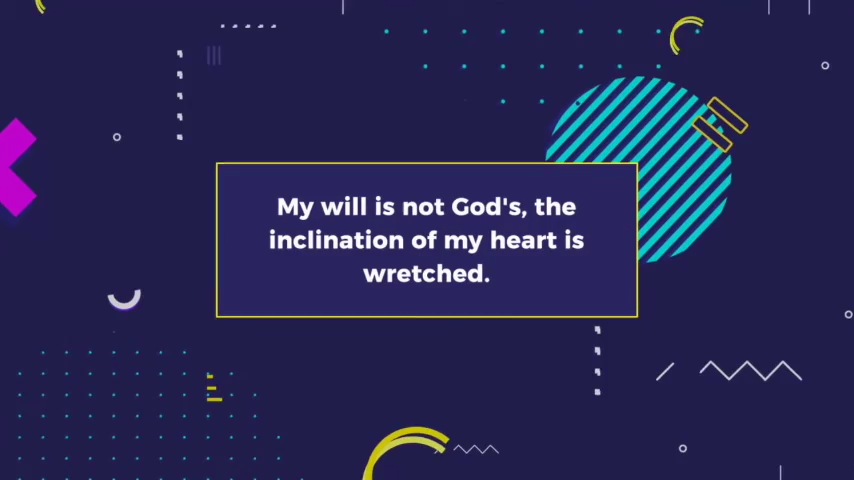 My will is not God's, the
inclination of my heart is
wretched.